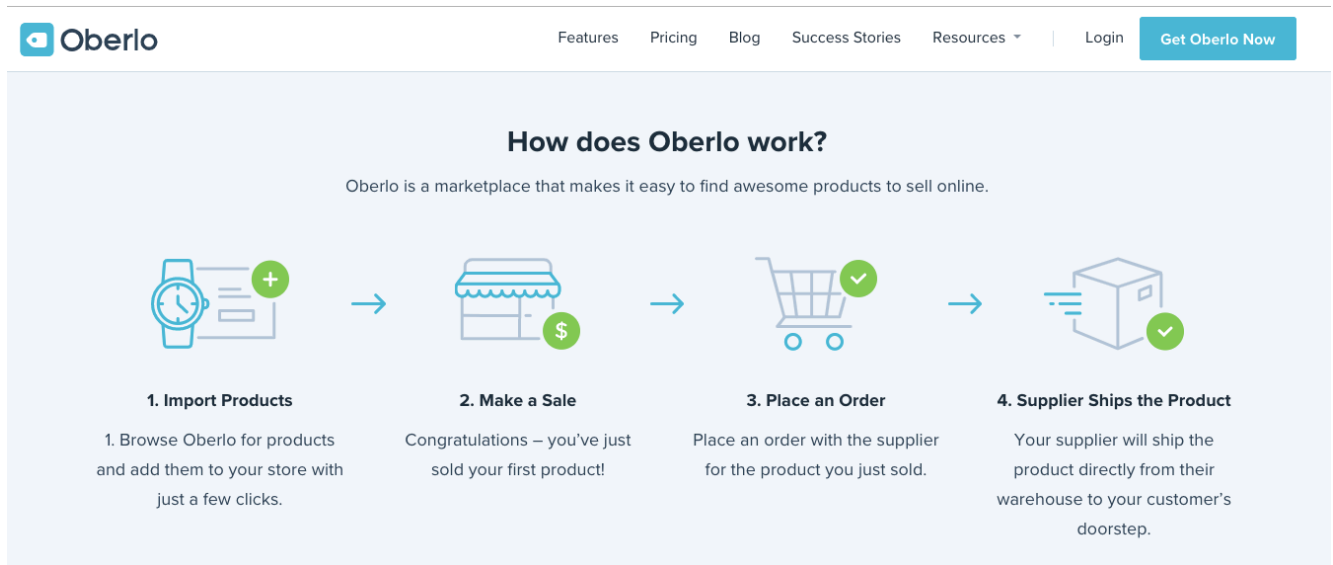 Oberlo
Features Pricing Blog Success Stories Resources Login Get Oberlo Now
How does Oberlo work?
Oberlo is a marketplace that makes it easy to find awesome products to sell online.
$
1. Import Products
1. Browse Oberlo for products
and add them to your store with
just a few clicks.
2. Make a Sale
Congratulations – you’ve just
sold your first product!
3. Place an Order
Place an order with the supplier
for the product you just sold.
4. Supplier Ships the Product
Your supplier will ship the
product directly from their
warehouse to your customer’s
doorstep.